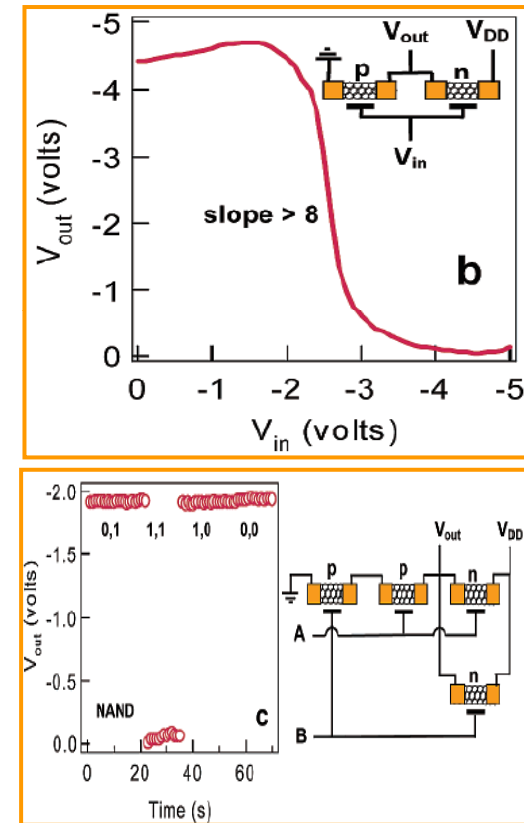 -5
-4
-3
-2
-1
0
V_out (volts)
V_out
V_DD
p
n
V_in
slope > 8
b
0
-1
-2
-3
-4
-5
V_in (volts)
-2.0
-1.5
-1.0
-0.5
0.0
V_out (volts)
0,1
1,1
1,0
0,0
NAND
C
0
20
40
60
Time (s)
V_out
V_DD
p
p
n
A
n
B